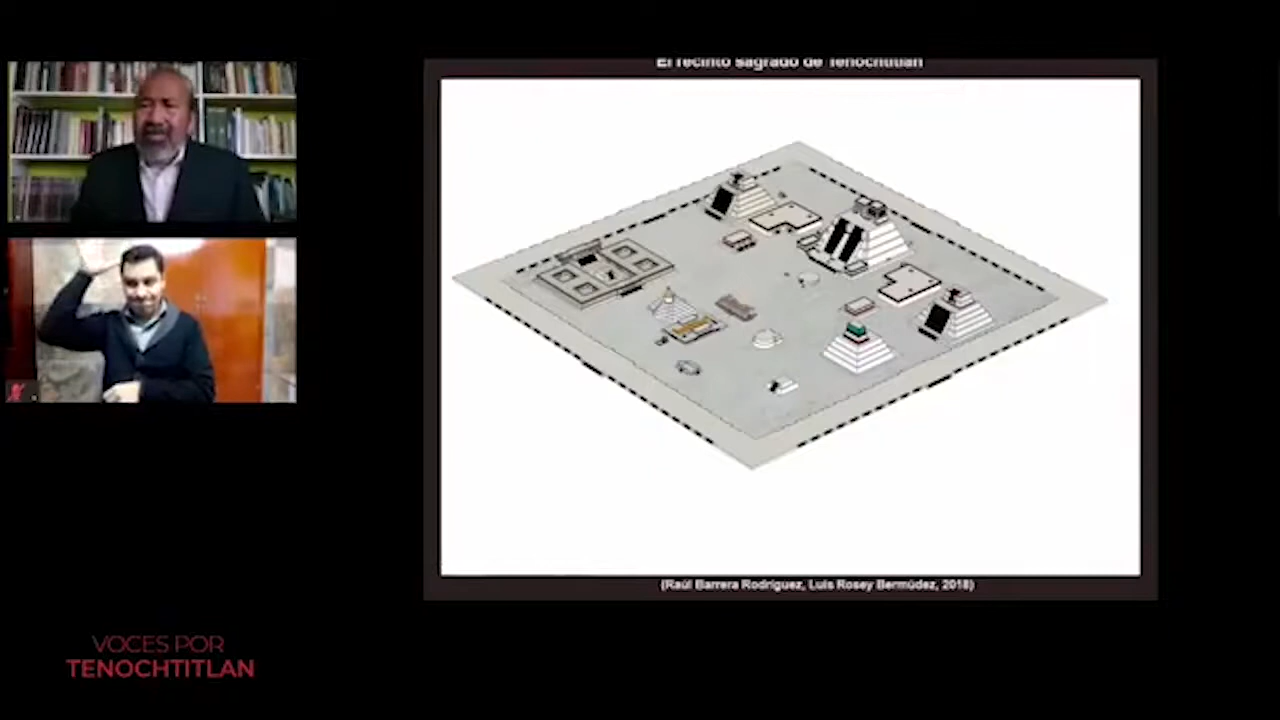 El recinto sagrado de Tenochtitlan
(Raúl Barrera Rodríguez, Luis Rosey Bermúdez, 2018)
VOCES POR
TENOCHTITLAN